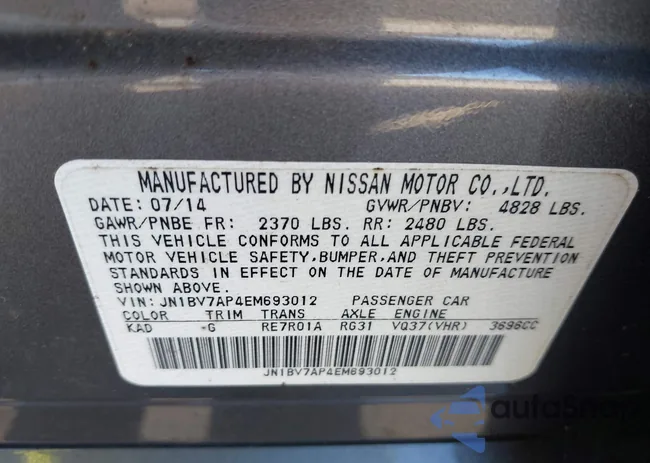 MANUFACTURED BY NISSAN MOTOR CO.,LTD.
DATE: 07/14 GVWR/PNBV: 4828 LBS.
GAWR/PNBE FR: 2370 LBS. RR: 2480 LBS.
THIS VEHICLE CONFORMS TO ALL APPLICABLE FEDERAL
MOTOR VEHICLE SAFETY,BUMPER,AND THEFT PREVENTION
STANDARDS IN EFFECT ON THE DATE OF MANUFACTURE
SHOWN ABOVE.
VIN: JN1BV7AP4EM693012 PASSENGER CAR
COLOR TRIM TRANS AXLE ENGINE
KAD *G RE7R01A RG31 VQ37(VHR) 3696CC
JN1BV7AP4EM693012
autoSnap